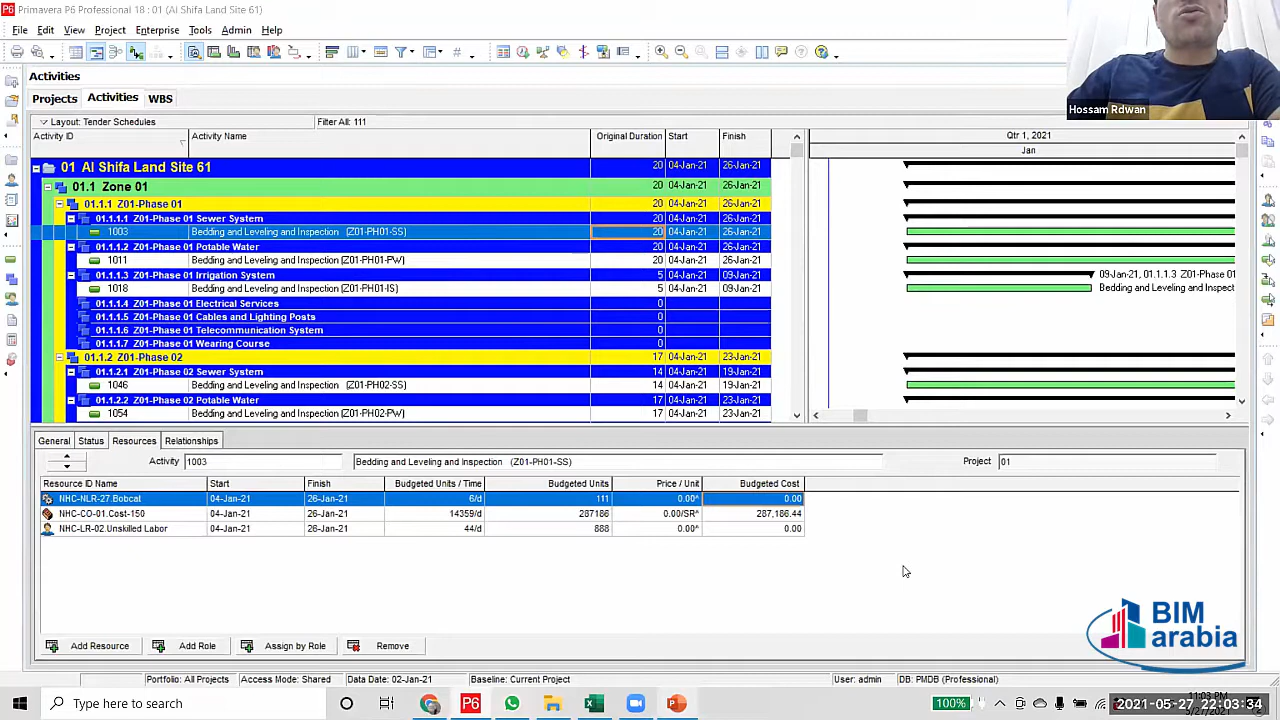 Primavera P6 Professional 18 : 01 (Al Shifa Land Site 61)
File Edit View Project Enterprise Tools Admin Help
Activities
Projects Activities WBS
Layout: Tender Schedules Filter All: 111
Activity ID Activity Name Original Duration Start Finish Qtr 1, 2021
Jan
01 Al Shifa Land Site 61 20 04-Jan-21 26-Jan-21
01.1 Zone 01 20 04-Jan-21 26-Jan-21
01.1.1 Z01-Phase 01 20 04-Jan-21 26-Jan-21
01.1.1.1 Z01-Phase 01 Sewer System 20 04-Jan-21 26-Jan-21
1003 Bedding and Leveling and Inspection (Z01-PH01-SS) 20 04-Jan-21 26-Jan-21
01.1.1.2 Z01-Phase 01 Potable Water 20 04-Jan-21 26-Jan-21
1011 Bedding and Leveling and Inspection (Z01-PH01-PW) 20 04-Jan-21 26-Jan-21
01.1.1.3 Z01-Phase 01 Irrigation System 5 04-Jan-21 09-Jan-21 09-Jan-21, 01.1.1.3 Z01-Phase 01
1018 Bedding and Leveling and Inspection (Z01-PH01-IS) 5 04-Jan-21 09-Jan-21 Bedding and Leveling and Inspect
01.1.1.4 Z01-Phase 01 Electrical Services 0
01.1.1.5 Z01-Phase 01 Cables and Lighting Posts 0
01.1.1.6 Z01-Phase 01 Telecommunication System 0
01.1.1.7 Z01-Phase 01 Wearing Course 0
01.1.2 Z01-Phase 02 17 04-Jan-21 23-Jan-21
01.1.2.1 Z01-Phase 02 Sewer System 14 04-Jan-21 19-Jan-21
1046 Bedding and Leveling and Inspection (Z01-PH02-SS) 14 04-Jan-21 19-Jan-21
01.1.2.2 Z01-Phase 02 Potable Water 17 04-Jan-21 23-Jan-21
1054 Bedding and Leveling and Inspection (Z01-PH02-PW) 17 04-Jan-21 23-Jan-21
General Status Resources Relationships
Activity 1003 Bedding and Leveling and Inspection (Z01-PH01-SS) Project 01
Resource ID Name Start Finish Budgeted Units / Time Budgeted Units Price / Unit Budgeted Cost
NHC-NLR-27.Bobcat 04-Jan-21 26-Jan-21 6/d 111 0.00^ 0.00
NHC-CO-01.Cost-150 04-Jan-21 26-Jan-21 14359/d 287186 0.00/SR^ 287,186.44
NHC-LR-02.Unskilled Labor 04-Jan-21 26-Jan-21 44/d 888 0.00^ 0.00
Add Resource Add Role Assign by Role Remove
Portfolio: All Projects Access Mode: Shared Data Date: 02-Jan-21 Baseline: Current Project User: admin DB: PMDB (Professional)
Type here to search 100%
2021-05-27 22:03:34
Hossam Rdwan
BIM
arabia